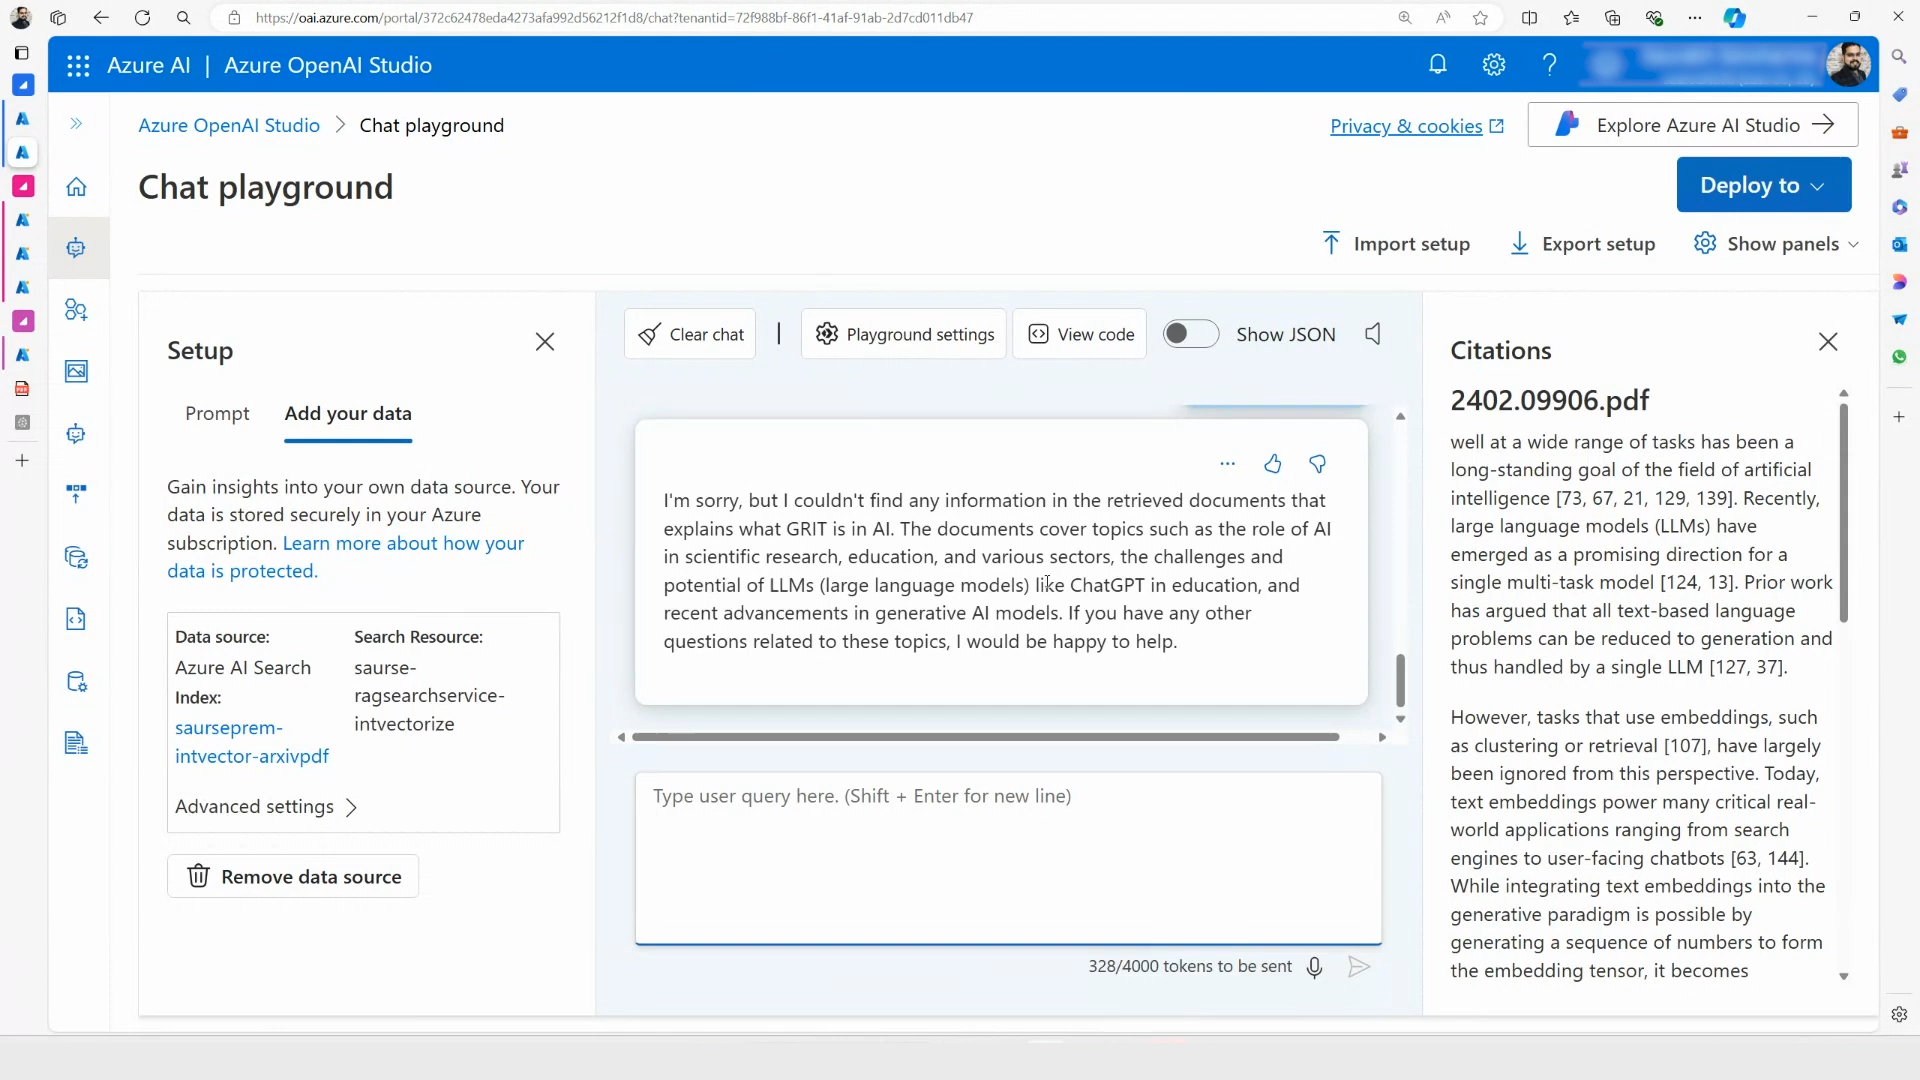 https://oai.azure.com/portal/372c62478eda4273afa992d56212f1d8/chat?tenantid=72f988bf-86f1-41af-91ab-2d7cd011db47
Azure AI | Azure OpenAI Studio
Azure OpenAI Studio > Chat playground
Privacy & cookies
Explore Azure AI Studio
Chat playground
Deploy to
Import setup
Export setup
Show panels
Setup
Prompt
Add your data
Gain insights into your own data source. Your
data is stored securely in your Azure
subscription. Learn more about how your
data is protected.
Data source:
Azure AI Search
Index:
saurseprem-
intvector-arxivpdf
Search Resource:
saurse-
ragsearchservice-
intvectorize
Advanced settings
Remove data source
Clear chat
|
Playground settings
View code
Show JSON
I'm sorry, but I couldn't find any information in the retrieved documents that
explains what GRIT is in AI. The documents cover topics such as the role of AI
in scientific research, education, and various sectors, the challenges and
potential of LLMs (large language models) like ChatGPT in education, and
recent advancements in generative AI models. If you have any other
questions related to these topics, I would be happy to help.
Type user query here. (Shift + Enter for new line)
328/4000 tokens to be sent
Citations
2402.09906.pdf
well at a wide range of tasks has been a
long-standing goal of the field of artificial
intelligence [73, 67, 21, 129, 139]. Recently,
large language models (LLMs) have
emerged as a promising direction for a
single multi-task model [124, 13]. Prior work
has argued that all text-based language
problems can be reduced to generation and
thus handled by a single LLM [127, 37].
However, tasks that use embeddings, such
as clustering or retrieval [107], have largely
been ignored from this perspective. Today,
text embeddings power many critical real-
world applications ranging from search
engines to user-facing chatbots [63, 144].
While integrating text embeddings into the
generative paradigm is possible by
generating a sequence of numbers to form
the embedding tensor, it becomes